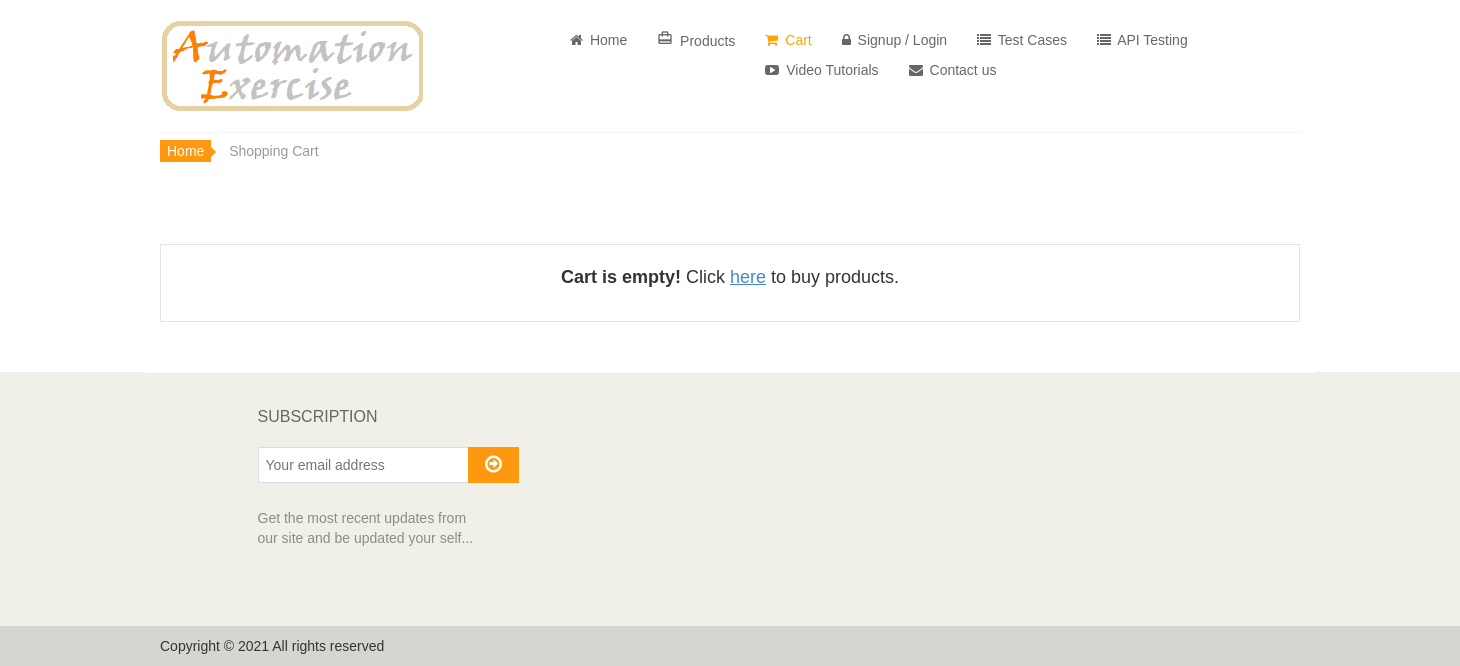 Automation
Exercise
Home Products Cart Signup / Login Test Cases API Testing
Video Tutorials Contact us
Home Shopping Cart
Cart is empty! Click here to buy products.
SUBSCRIPTION
Your email address
Get the most recent updates from
our site and be updated your self...
Copyright © 2021 All rights reserved